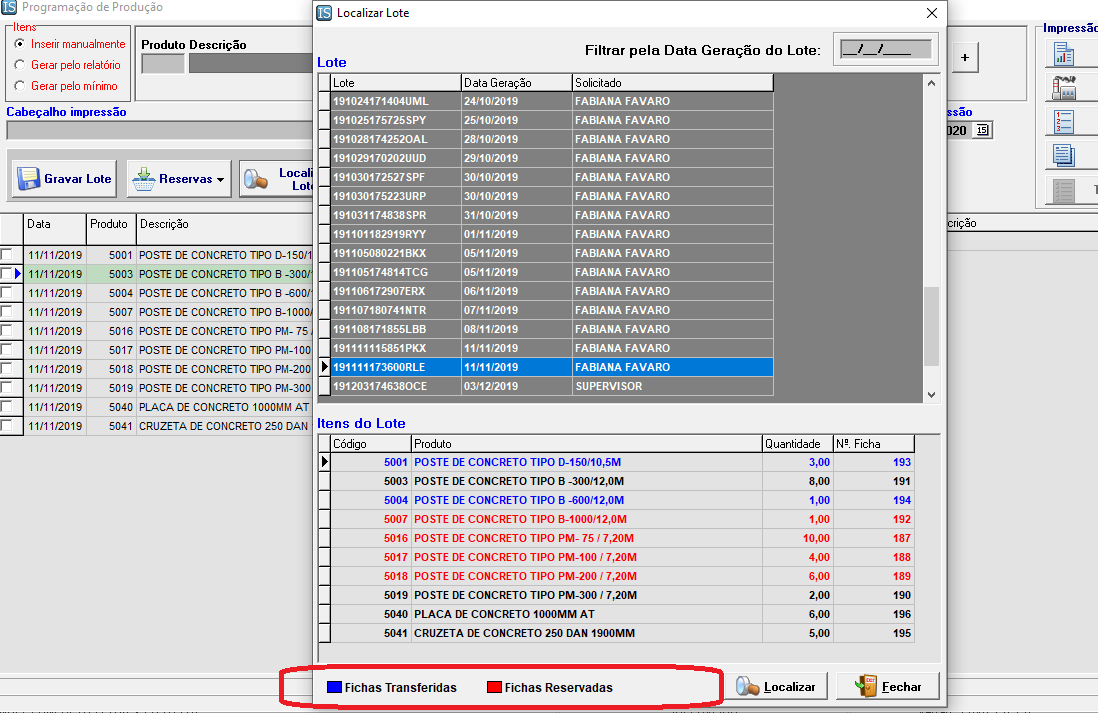 Programação de Produção
Itens
Inserir manualmente
Gerar pelo relatório
Gerar pelo mínimo
Produto Descrição
Cabeçalho impressão
Gravar Lote
Reservas
Locali
Lot
Data Produto Descrição
11/11/2019 5001 POSTE DE CONCRETO TIPO D-150/1
11/11/2019 5003 POSTE DE CONCRETO TIPO B -300/1
11/11/2019 5004 POSTE DE CONCRETO TIPO B -600/1
11/11/2019 5007 POSTE DE CONCRETO TIPO B-1000/
11/11/2019 5016 POSTE DE CONCRETO TIPO PM- 75 /
11/11/2019 5017 POSTE DE CONCRETO TIPO PM-100
11/11/2019 5018 POSTE DE CONCRETO TIPO PM-200
11/11/2019 5019 POSTE DE CONCRETO TIPO PM-300
11/11/2019 5040 PLACA DE CONCRETO 1000MM AT
11/11/2019 5041 CRUZETA DE CONCRETO 250 DAN
IS Localizar Lote
Filtrar pela Data Geração do Lote: __/__/____
Lote
Lote Data Geração Solicitado
191024171404UML 24/10/2019 FABIANA FAVARO
191025175725SPY 25/10/2019 FABIANA FAVARO
191028174252OAL 28/10/2019 FABIANA FAVARO
191029170202UUD 29/10/2019 FABIANA FAVARO
191030172527SPF 30/10/2019 FABIANA FAVARO
191030175223URP 30/10/2019 FABIANA FAVARO
191031174838SPR 31/10/2019 FABIANA FAVARO
191101182919RYY 01/11/2019 FABIANA FAVARO
191105080221BKX 05/11/2019 FABIANA FAVARO
191105174814TCG 05/11/2019 FABIANA FAVARO
191106172907ERX 06/11/2019 FABIANA FAVARO
191107180741NTR 07/11/2019 FABIANA FAVARO
191108171855LBB 08/11/2019 FABIANA FAVARO
191111115851PKX 11/11/2019 FABIANA FAVARO
191111173600RLE 11/11/2019 FABIANA FAVARO
191203174638OCE 03/12/2019 SUPERVISOR
Itens do Lote
Código Produto Quantidade Nº. Ficha
5001 POSTE DE CONCRETO TIPO D-150/10,5M 3,00 193
5003 POSTE DE CONCRETO TIPO B -300/12,0M 8,00 191
5004 POSTE DE CONCRETO TIPO B -600/12,0M 1,00 194
5007 POSTE DE CONCRETO TIPO B-1000/12,0M 1,00 192
5016 POSTE DE CONCRETO TIPO PM- 75 / 7,20M 10,00 187
5017 POSTE DE CONCRETO TIPO PM-100 / 7,20M 4,00 188
5018 POSTE DE CONCRETO TIPO PM-200 / 7,20M 6,00 189
5019 POSTE DE CONCRETO TIPO PM-300 / 7,20M 2,00 190
5040 PLACA DE CONCRETO 1000MM AT 6,00 196
5041 CRUZETA DE CONCRETO 250 DAN 1900MM 5,00 195
Fichas Transferidas Fichas Reservadas
Localizar
Fechar
Impressão
+
ssão
020 15
T
crição